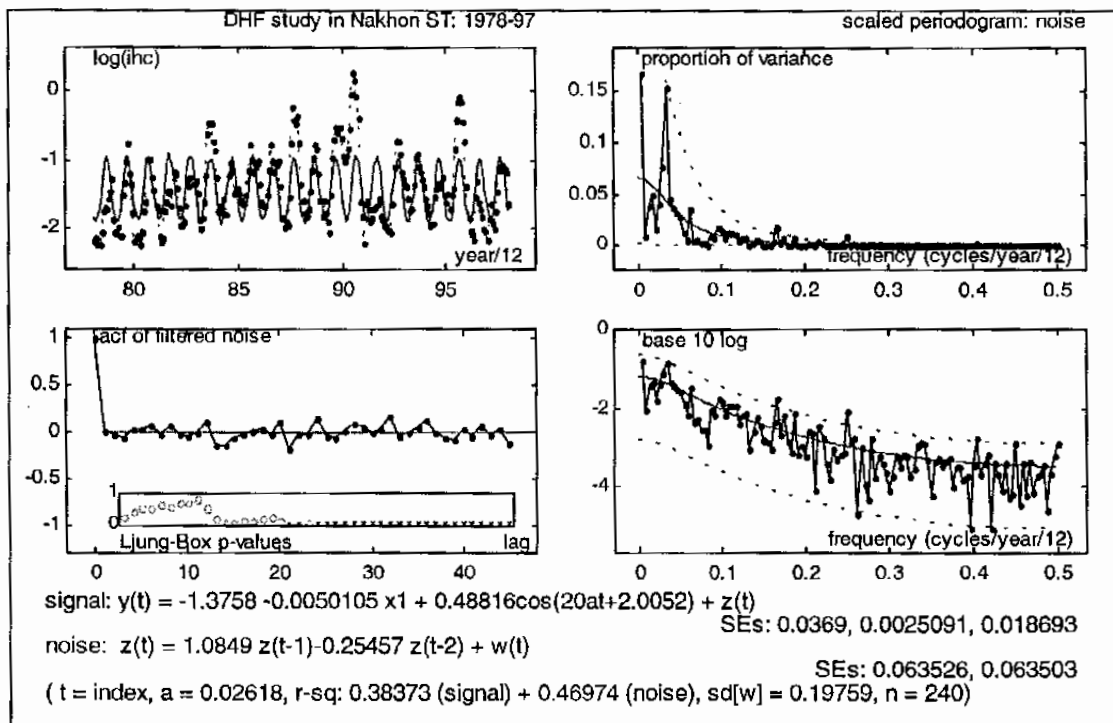 DHF study in Nakhon ST: 1978-97
scaled periodogram: noise
log(ihc)
0
-1
-2
year/12
80 85 90 95
proportion of variance
0.15
0.1
0.05
0
frequency (cycles/year/12)
0 0.1 0.2 0.3 0.4 0.5
acf of filtered noise
1
0.5
0
-0.5
-1
1
0
Ljung-Box p-values
lag
0 10 20 30 40
base 10 log
0
-2
-4
frequency (cycles/year/12)
0 0.1 0.2 0.3 0.4 0.5
signal: y(t) = -1.3758 -0.0050105 x1 + 0.48816cos(20at+2.0052) + z(t)
SEs: 0.0369, 0.0025091, 0.018693
noise: z(t) = 1.0849 z(t-1)-0.25457 z(t-2) + w(t)
SEs: 0.063526, 0.063503
( t = index, a = 0.02618, r-sq: 0.38373 (signal) + 0.46974 (noise), sd[w] = 0.19759, n = 240)